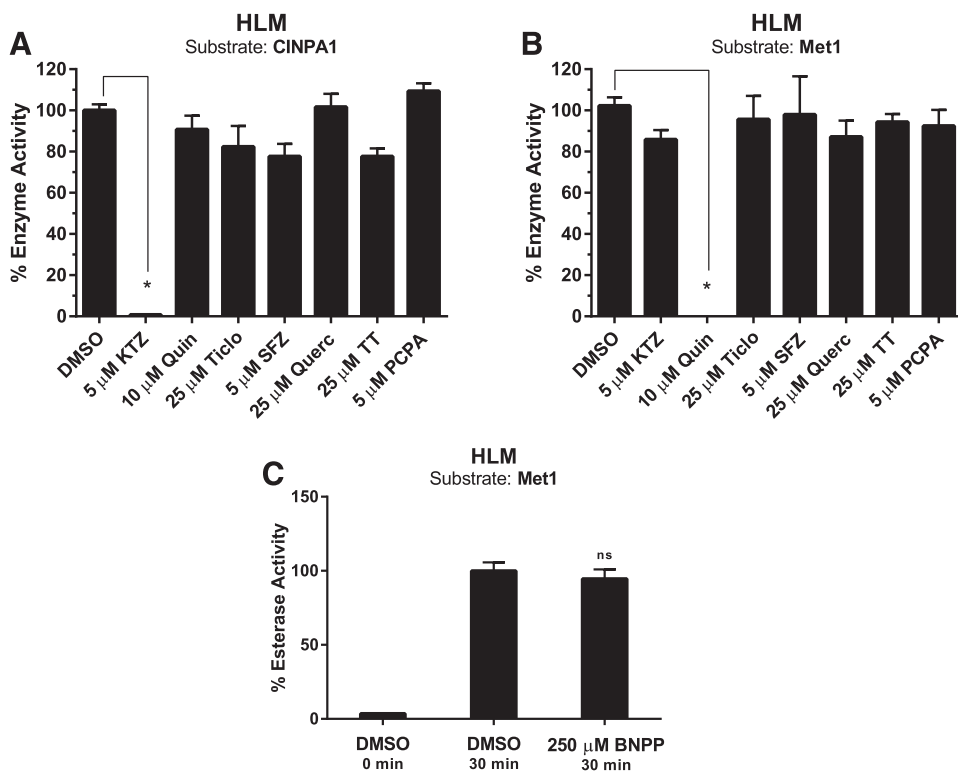 A
HLM
Substrate: CINPA1
% Enzyme Activity
120
100
80
60
40
20
0
*
DMSO
5 μM KTZ
10 μM Quin
25 μM Ticlo
5 μM SFZ
25 μM Querc
25 μM TT
5 μM PCPA
B
HLM
Substrate: Met1
% Enzyme Activity
120
100
80
60
40
20
0
*
DMSO
5 μM KTZ
10 μM Quin
25 μM Ticlo
5 μM SFZ
25 μM Querc
25 μM TT
5 μM PCPA
C
HLM
Substrate: Met1
% Esterase Activity
150
100
50
0
ns
DMSO
0 min
DMSO
30 min
250 μM BNPP
30 min